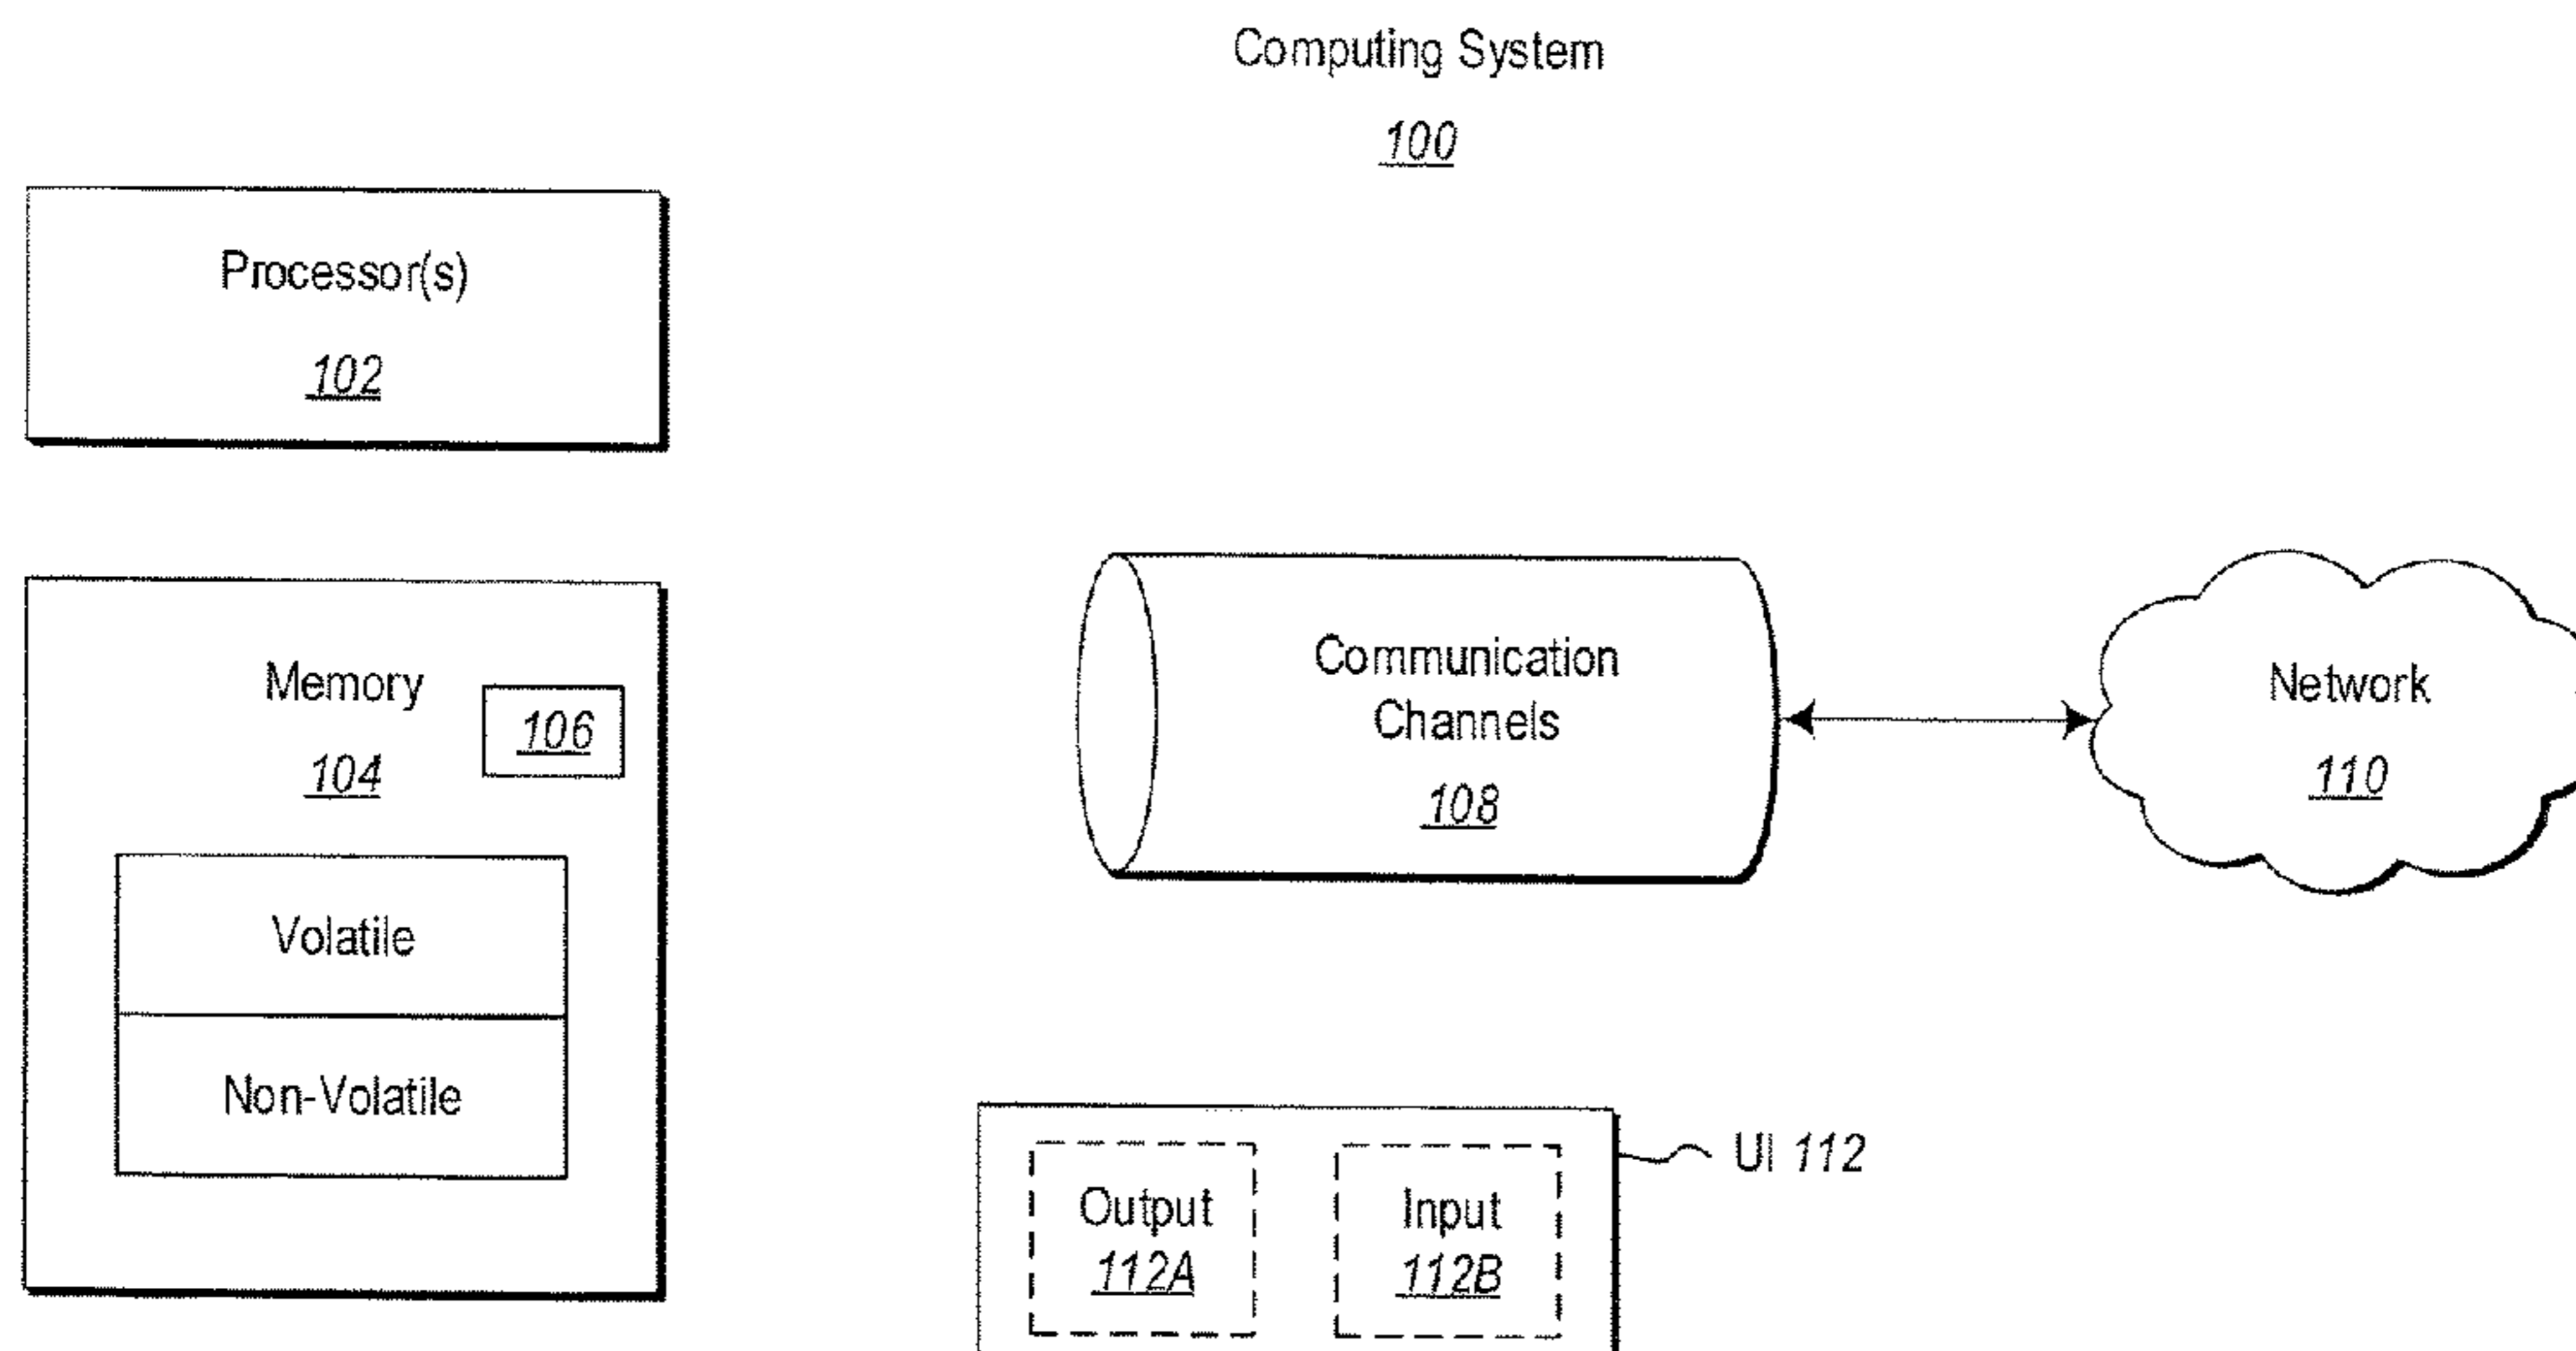 Computing System
100
Processor(s)
102
Memory
104
106
Volatile
Non-Volatile
Communication
Channels
108
Network
110
UI 112
Output
112A
Input
112B